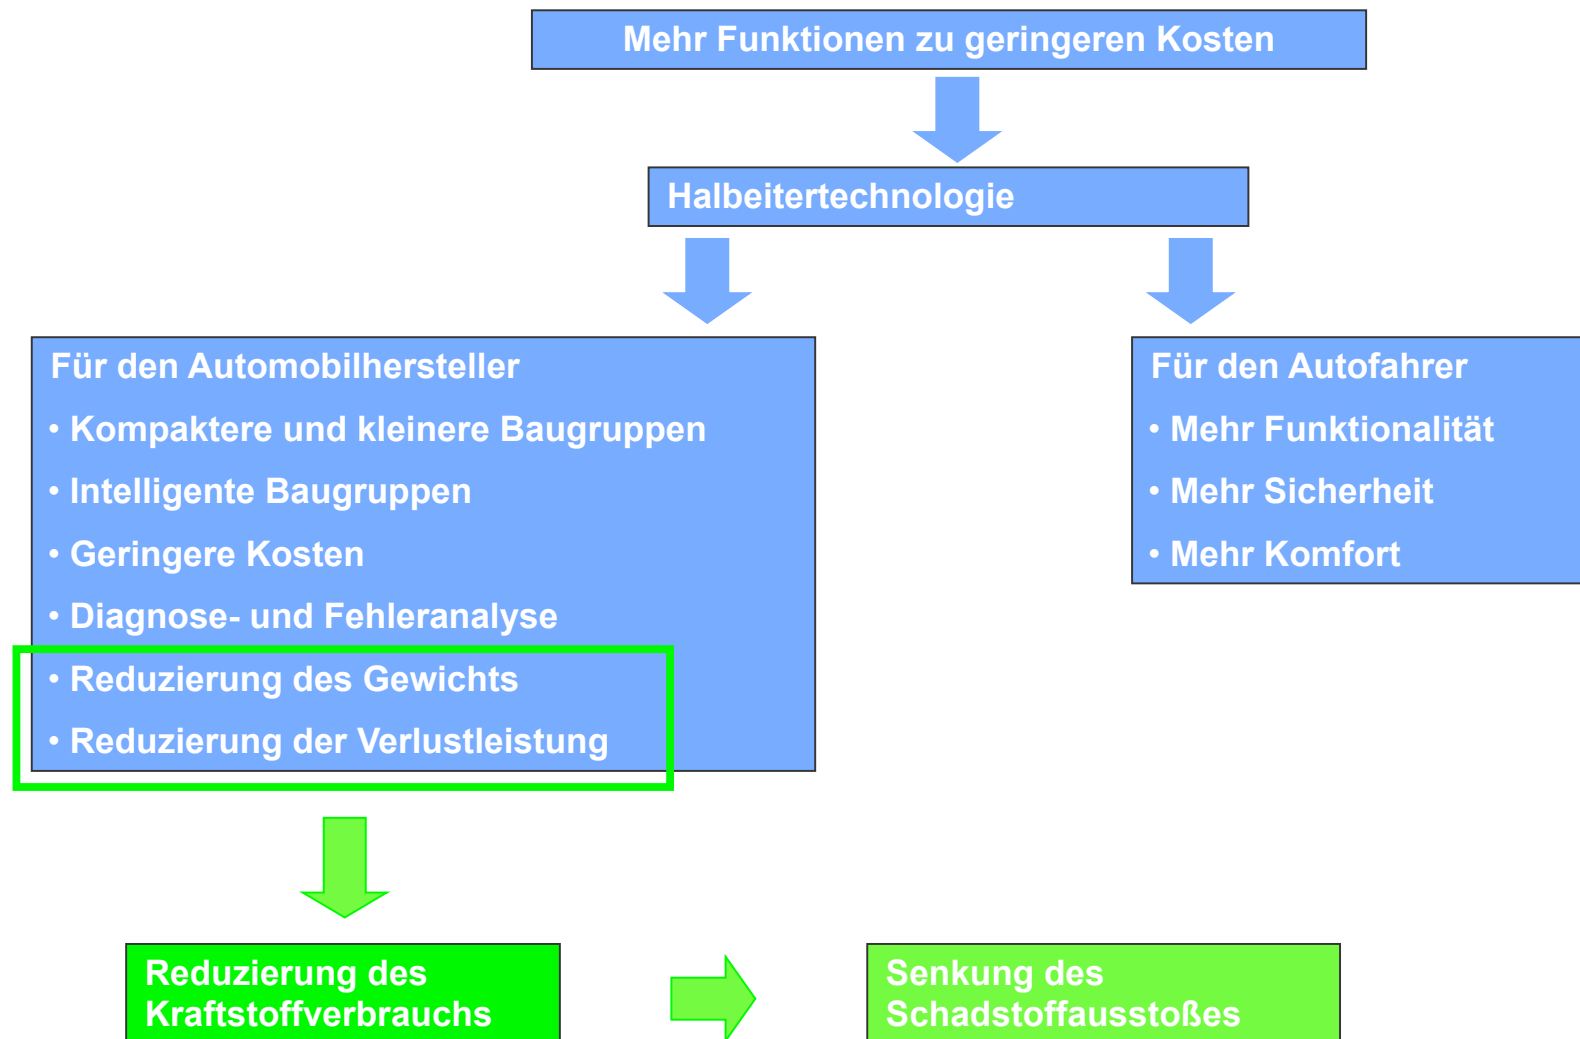 Mehr Funktionen zu geringeren Kosten
Halbeitertechnologie
Für den Automobilhersteller
• Kompaktere und kleinere Baugruppen
• Intelligente Baugruppen
• Geringere Kosten
• Diagnose- und Fehleranalyse
• Reduzierung des Gewichts
• Reduzierung der Verlustleistung
Für den Autofahrer
• Mehr Funktionalität
• Mehr Sicherheit
• Mehr Komfort
Reduzierung des
Kraftstoffverbrauchs
Senkung des
Schadstoffausstoßes